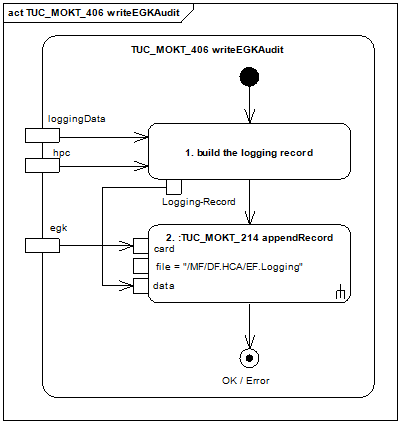 act TUC_MOKT_406 writeEGKAudit
TUC_MOKT_406 writeEGKAudit
loggingData
hpc
1. build the logging record
Logging-Record
egk
2. :TUC_MOKT_214 appendRecord
card
file = "/MF/DF.HCA/EF.Logging"
data
OK / Error